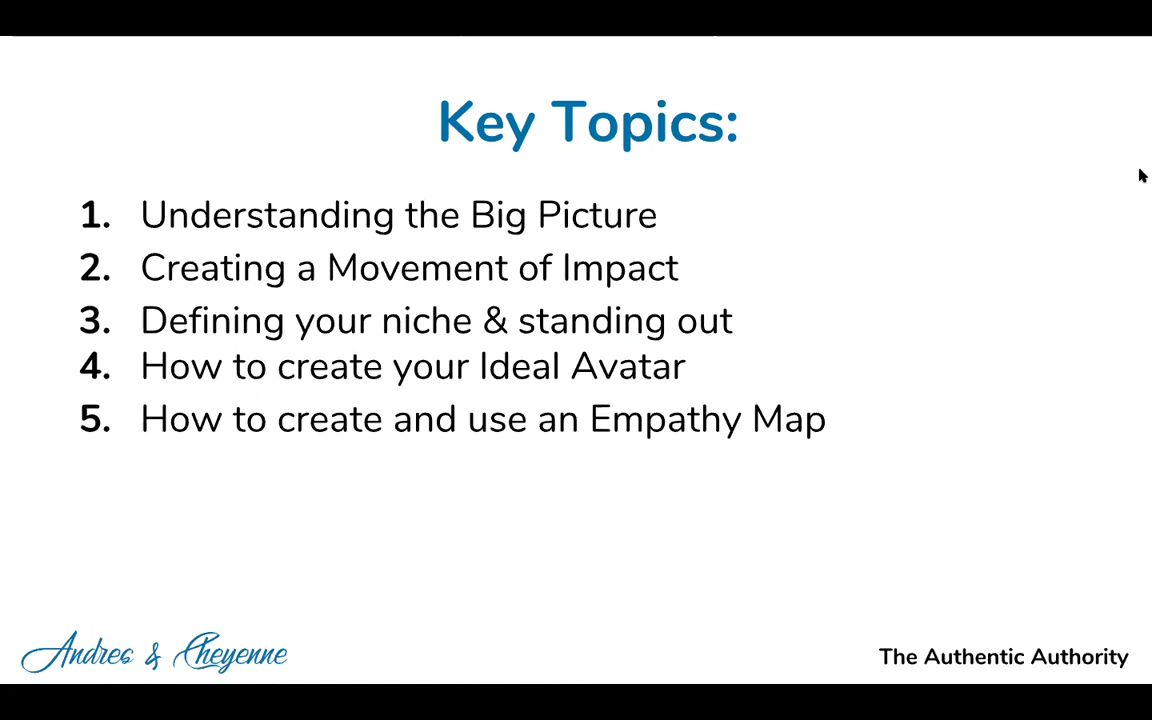 Key Topics:
1. Understanding the Big Picture
2. Creating a Movement of Impact
3. Defining your niche & standing out
4. How to create your Ideal Avatar
5. How to create and use an Empathy Map
Andres & Cheyenne
The Authentic Authority